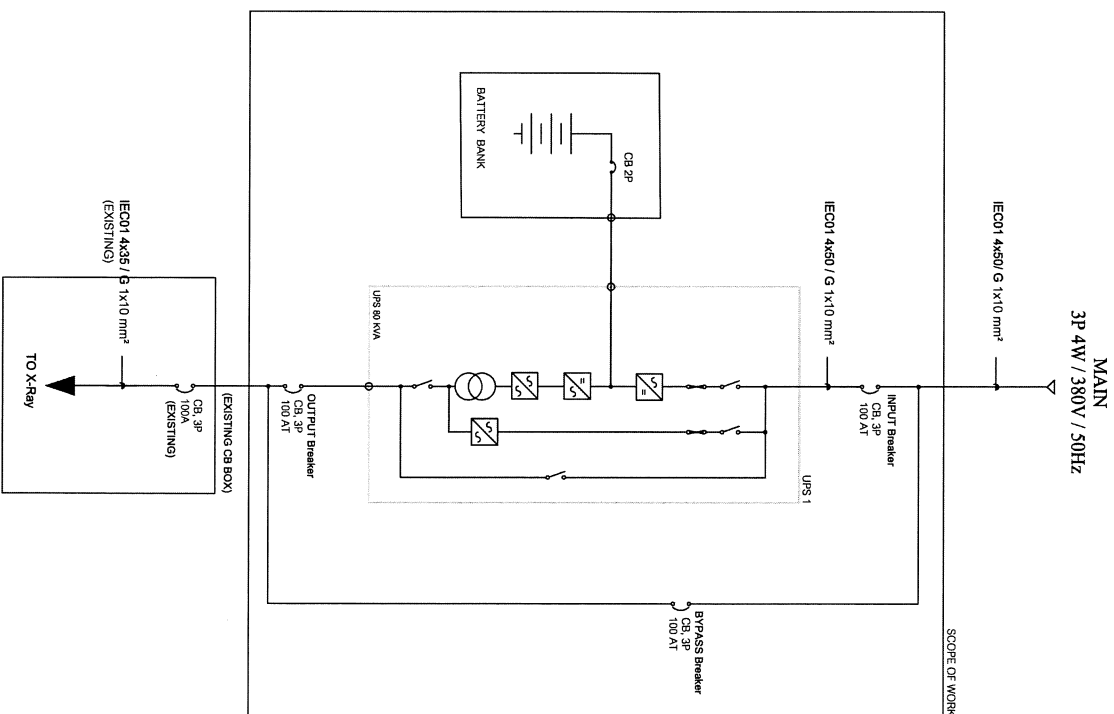 MAIN
3P 4W / 380V / 50Hz
IEC01 4x50/ G 1x10 mm²
SCOPE OF WORK
INPUT Breaker
CB, 3P
100 AT
IEC01 4x50 / G 1x10 mm²
UPS 1
BATTERY BANK
CB 2P
UPS 80 KVA
BYPASS Breaker
CB, 3P
100 AT
OUTPUT Breaker
CB, 3P
100 AT
(EXISTING CB BOX)
CB, 3P
100A
(EXISTING)
IEC01 4x35 / G 1x10 mm²
(EXISTING)
TO X-Ray